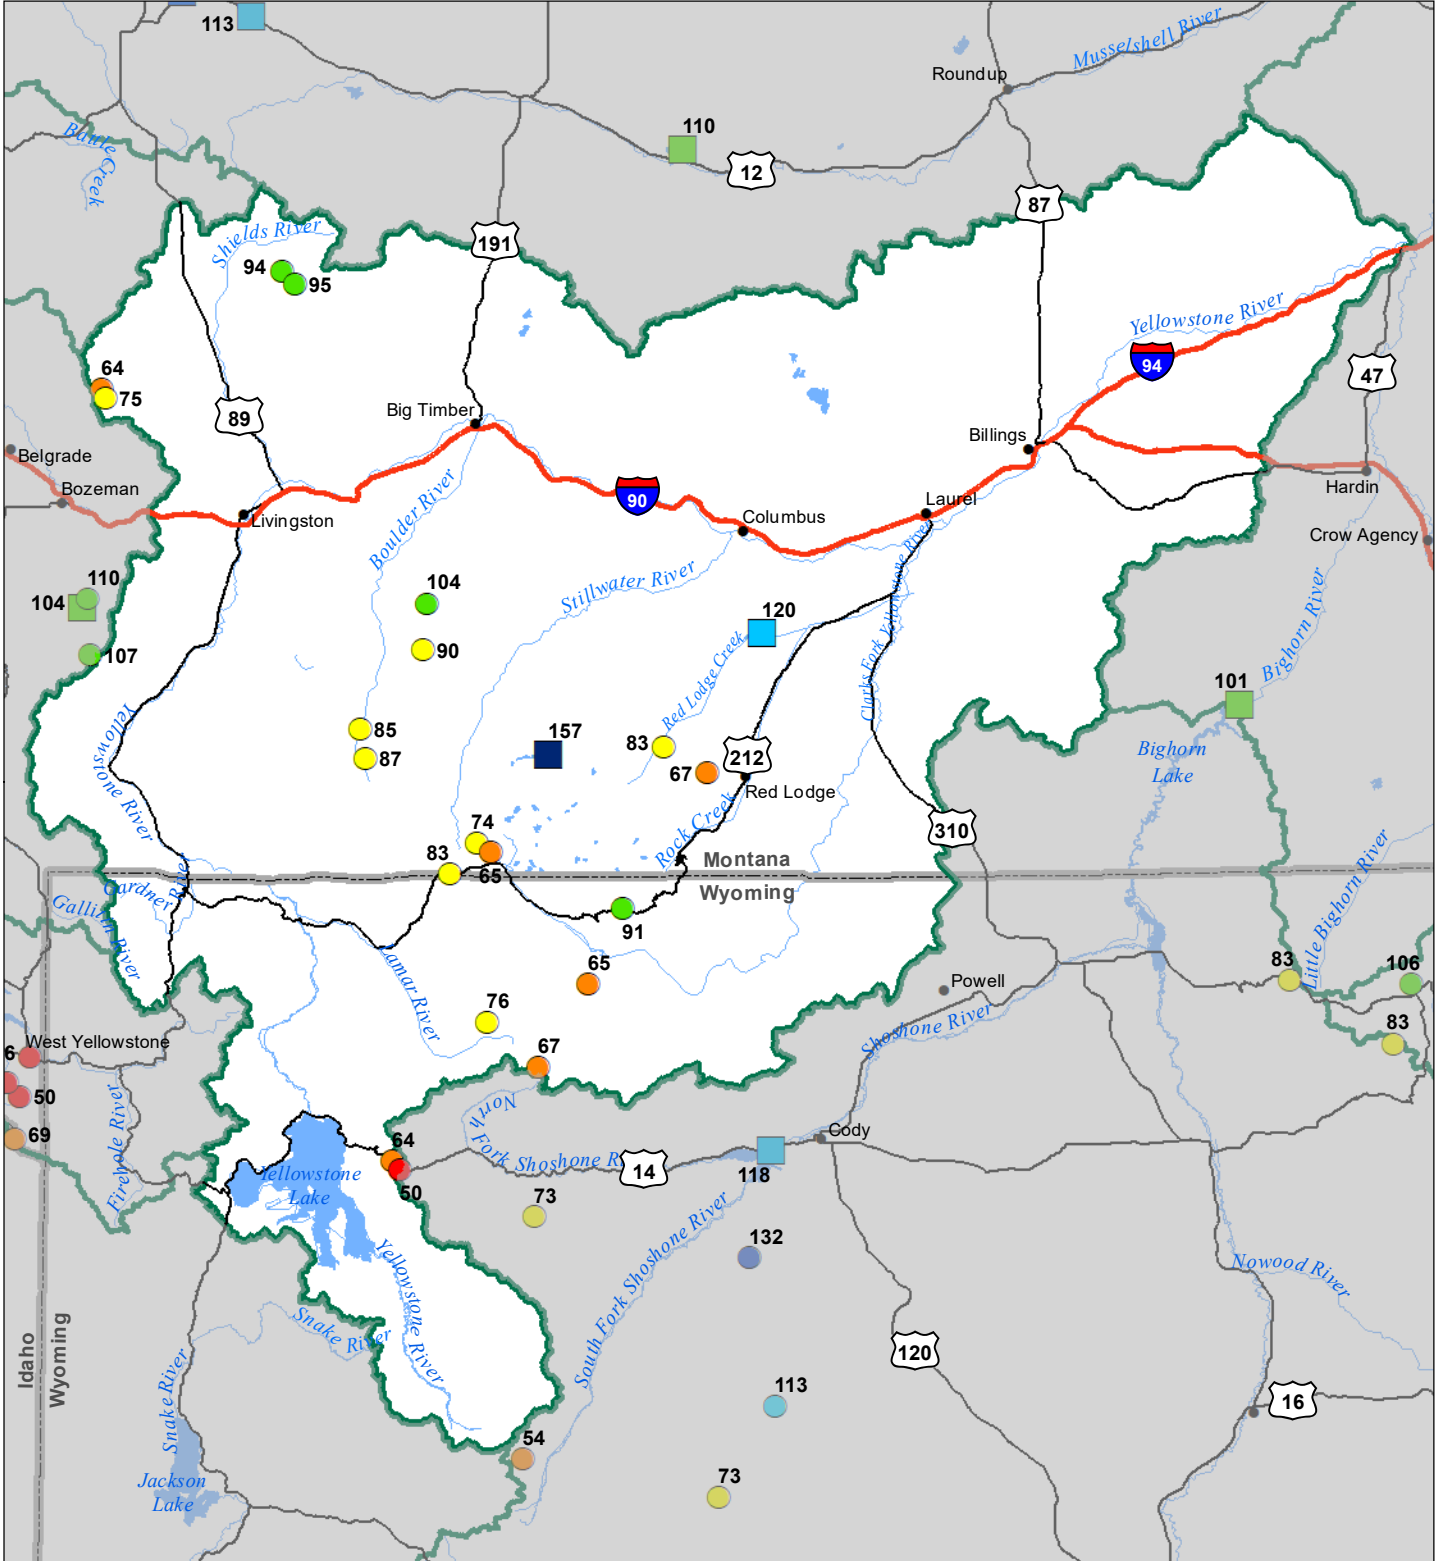 113
Musselshell River
Roundup
110
12
Battle Creek
87
Shields River
191
94
95
Yellowstone River
94
64
75
47
89
Big Timber
Billings
Belgrade
Bozeman
90
Hardin
Livingston
Laurel
Columbus
Crow Agency
Boulder River
Stillwater River
Clarks Fork Yellowstone River
110
104
104
120
Bighorn River
107
90
Red Lodge Creek
101
Yellowstone River
85
157
83
87
67
212
Bighorn Lake
Red Lodge
74
Rock Creek
310
83
65
Montana
Wyoming
Little Bighorn River
Gardner River
Gallatin River
91
Lamar River
65
83
106
Powell
76
Shoshone River
83
West Yellowstone
6
67
50
North Fork Shoshone R
Firehole River
69
64
Cody
14
118
50
Yellowstone
Lake
73
South Fork Shoshone River
132
Yellowstone River
Nowood River
Snake River
Idaho
Wyoming
120
Snake River
113
16
54
Jackson
Lake
73